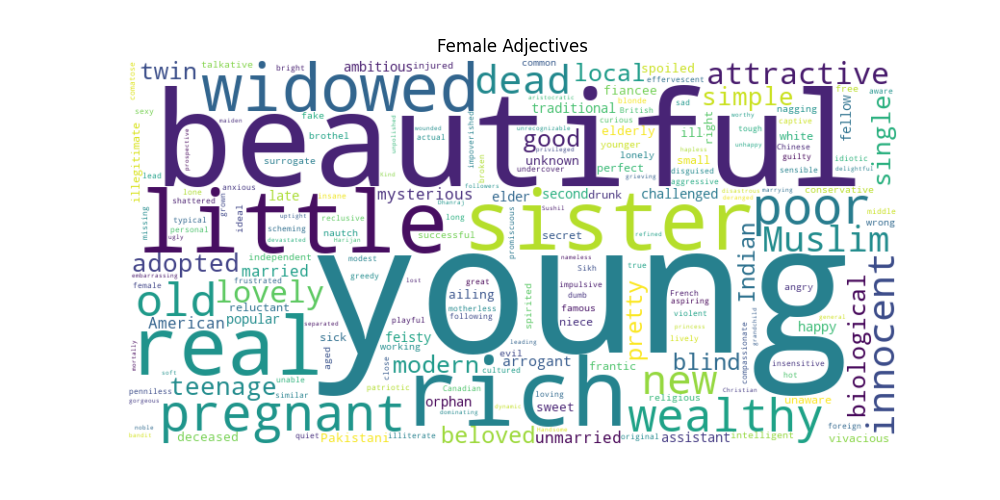 Female Adjectives
comatose twin talkative bright ambitious injured common local spoiled attractive
widowed dead fiancee effervescent simple free aware
sexy aristocratic traditional blonde British sad nagging fellow single
illegitimate prospective maiden fake brothel unpolished wounded actual impoverished unrecognizable curious elderly right worthy captive
beautiful good privileged younger hapless ill tough white Chinese
lead surrogate kind broken unknown undercover lonely perfect small unhappy guilty idiotic
lone shattered anxious insane late mysterious followers elder grieving second drunk disguised aggressive challenged disastrous deranged marrying sensible conservative delightful
missing typical personal ugly grown ideal uptight scheming devastated reclusive nautch Harijan Dhanraj long successful promiscuous Sushil secret refined middle wrong
little sister poor
adopted independent modest nameless Muslim
embarrassing female frustrated married greedy lost great Sikh true Indian angry
old lovely reluctant ailing impulsive dumb French aspiring innocent
American popular separated playful motherless following spirited famous violent princess general happy
young niece pretty lively grandchild biological
mortally real sick feisty leading evil compassionate insensitive
aged close working cultured arrogant frantic blind hot
penniless soft teenage unable patriotic modern new Christian unaware
gorgeous similar Canadian orphan loving sweet religious
pregnant rich dominating dynamic handsome wealthy
noble bandit deceased quiet Pakistani illiterate beloved unmarried original assistant intelligent foreign vivacious